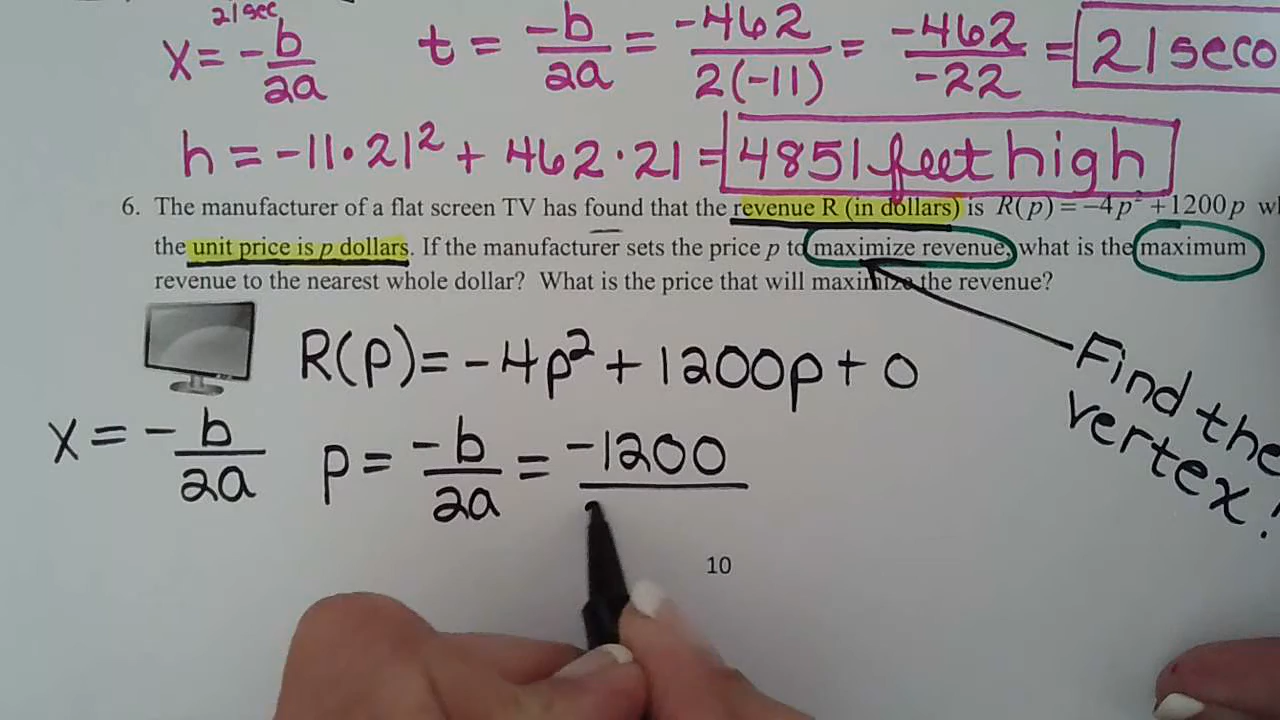 21 sec
x = -b/2a t = -b/2a = -462/2(-11) = -462/-22 = 21 seco
h = -11·21² + 462·21 = 4851 feet high
6. The manufacturer of a flat screen TV has found that the revenue R (in dollars) is R(p) = -4p² + 1200p
the unit price is p dollars. If the manufacturer sets the price p to maximize revenue, what is the maximum
revenue to the nearest whole dollar? What is the price that will maximize the revenue?
R(p) = -4p² + 1200p + 0
Find the
vertex!
x = -b/2a p = -b/2a = -1200
10